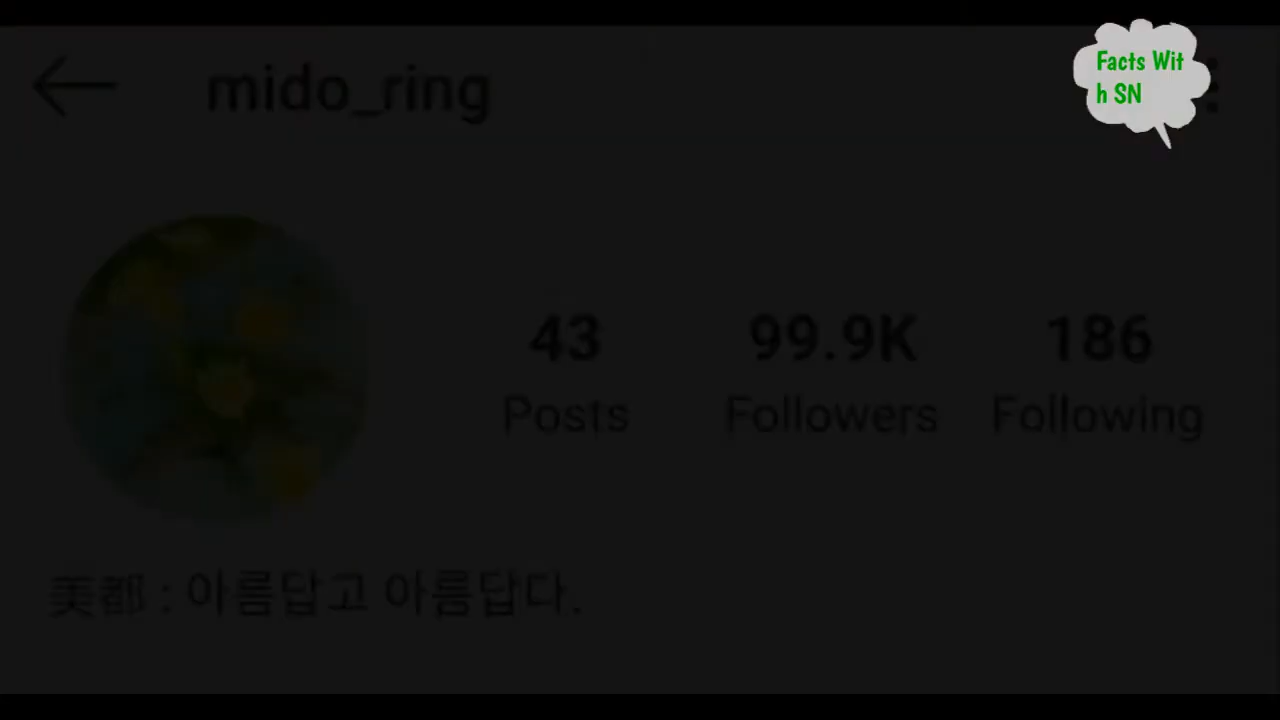 mido_ring
Facts Wit
h SN
43 99.9K 186
Posts Followers Following
美都 : 아름답고 아름답다.